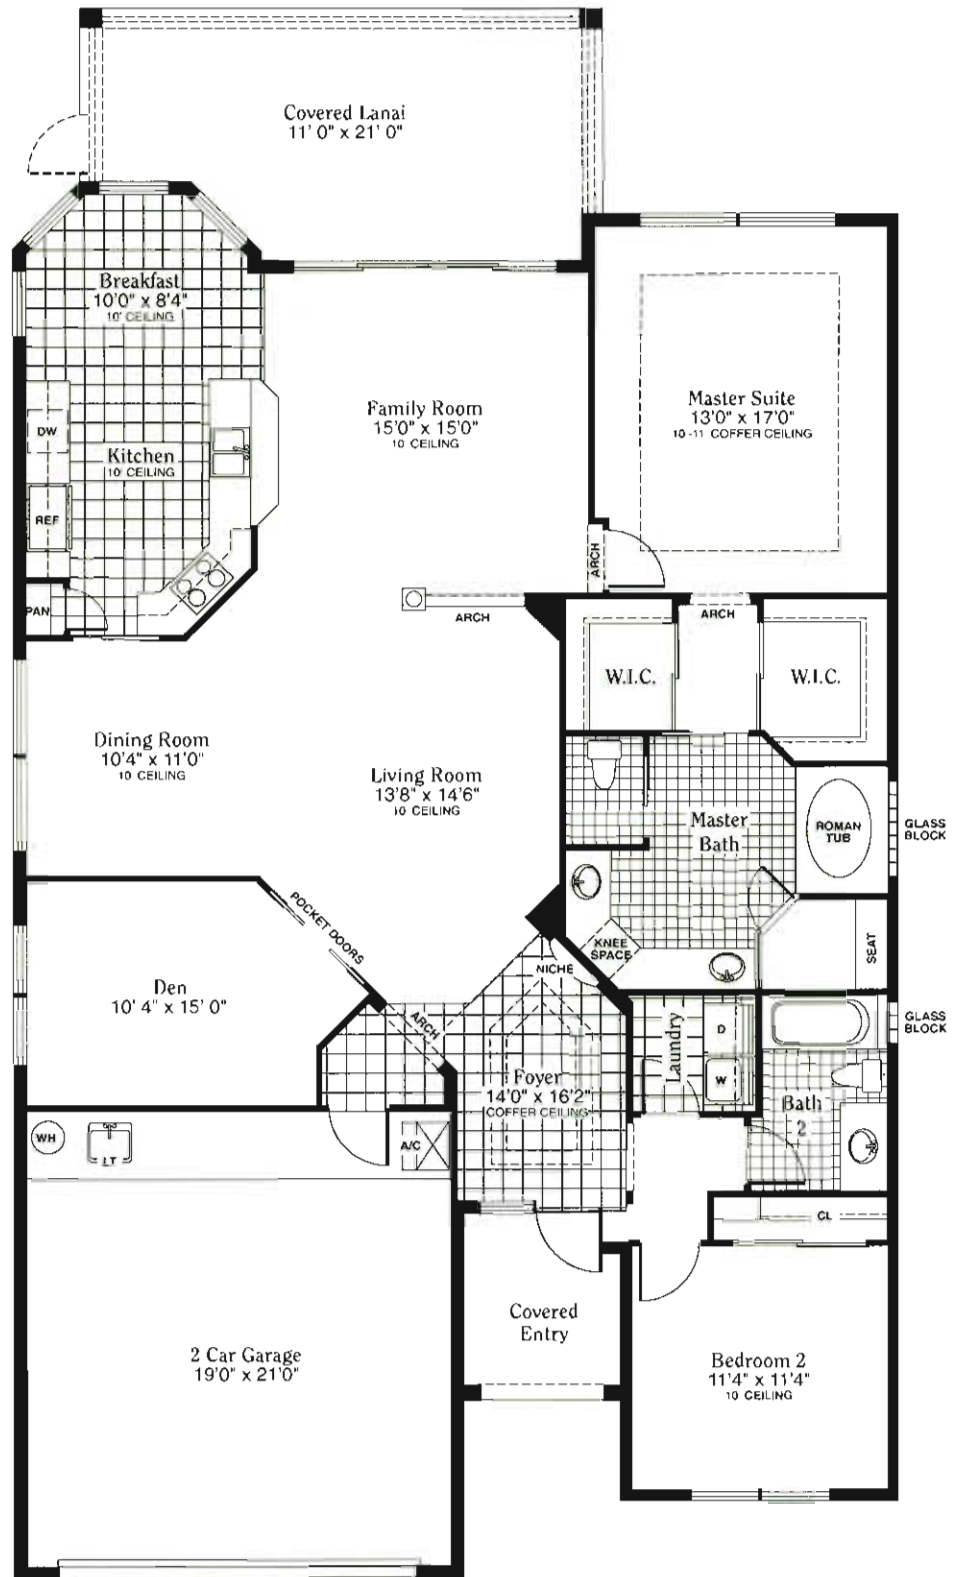 Covered Lanai
11' 0" x 21' 0"
Breakfast
10'0" x 8'4"
10' CEILING
Family Room
15'0" x 15'0"
10 CEILING
Master Suite
13'0" x 17'0"
10-11 COFFER CEILING
DW
Kitchen
10' CEILING
REF
ARCH
PAN
ARCH
ARCH
W.I.C.
W.I.C.
Dining Room
10'4" x 11'0"
10 CEILING
Living Room
13'8" x 14'6"
10 CEILING
Master
Bath
ROMAN
TUB
GLASS
BLOCK
POCKET DOORS
KNEE
SPACE
SEAT
NICHE
Den
10' 4" x 15' 0"
ARCH
Laundry
D
W
GLASS
BLOCK
Foyer
14'0" x 16'2"
COFFER CEILING
Bath
2
WH
LT
A/C
CL
Covered
Entry
2 Car Garage
19'0" x 21'0"
Bedroom 2
11'4" x 11'4"
10 CEILING